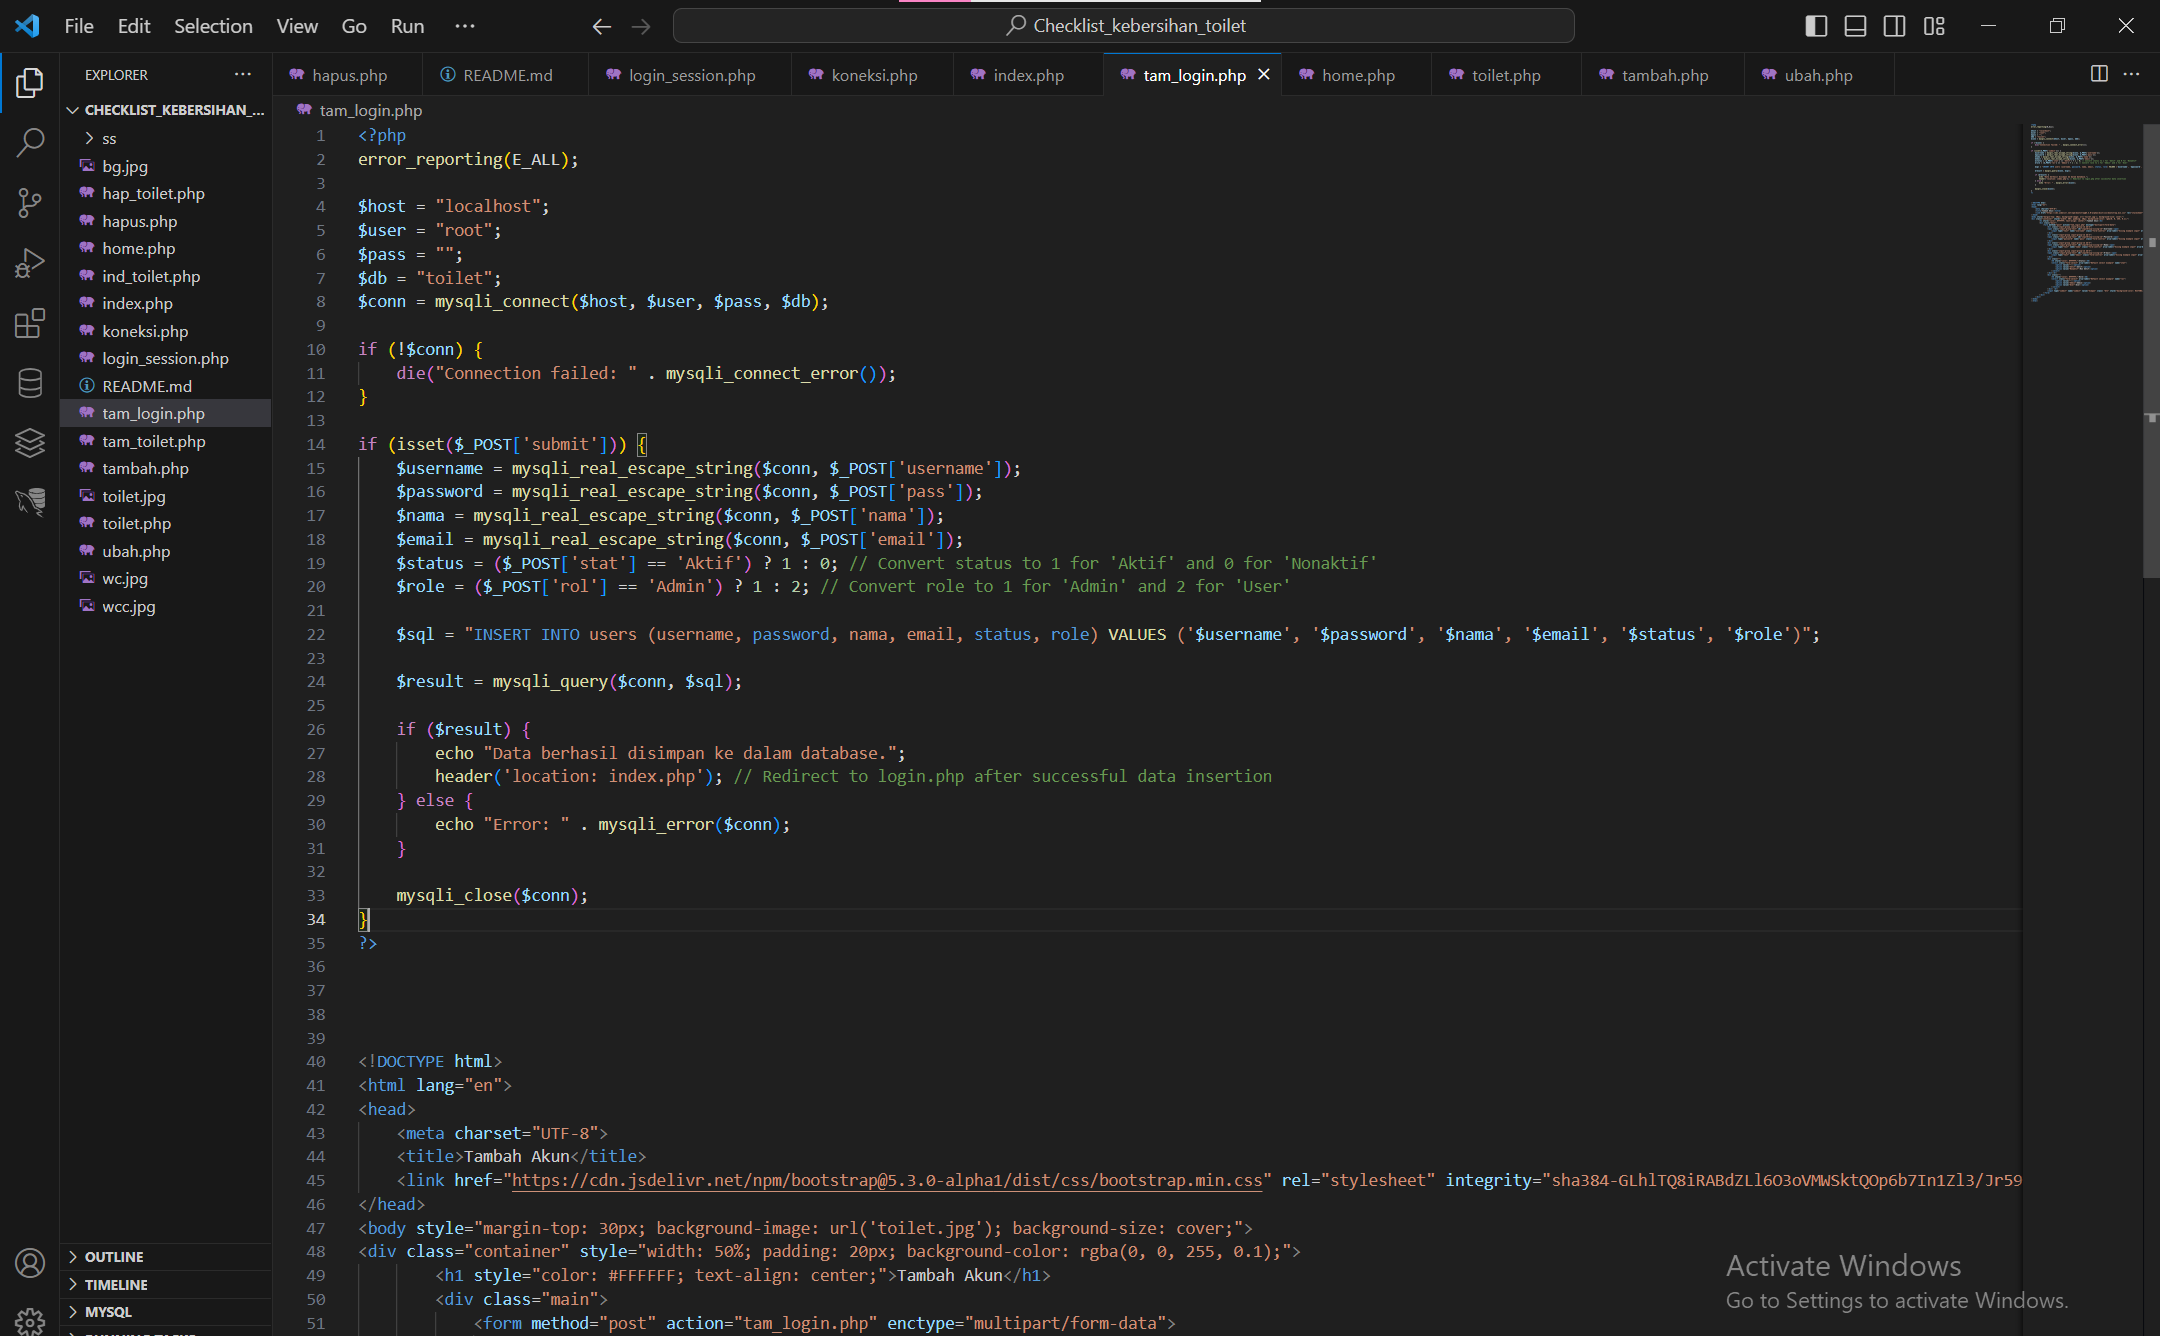 File Edit Selection View Go Run ··· Checklist_kebersihan_toilet
EXPLORER ···
CHECKLIST_KEBERSIHAN_...
ss
bg.jpg
hap_toilet.php
hapus.php
home.php
ind_toilet.php
index.php
koneksi.php
login_session.php
README.md
tam_login.php
tam_toilet.php
tambah.php
toilet.jpg
toilet.php
ubah.php
wc.jpg
wcc.jpg
OUTLINE
TIMELINE
MYSQL
hapus.php README.md login_session.php koneksi.php index.php tam_login.php home.php toilet.php tambah.php ubah.php
tam_login.php
1 <?php
2 error_reporting(E_ALL);
3
4 $host = "localhost";
5 $user = "root";
6 $pass = "";
7 $db = "toilet";
8 $conn = mysqli_connect($host, $user, $pass, $db);
9
10 if (!$conn) {
11     die("Connection failed: " . mysqli_connect_error());
12 }
13
14 if (isset($_POST['submit'])) {
15     $username = mysqli_real_escape_string($conn, $_POST['username']);
16     $password = mysqli_real_escape_string($conn, $_POST['pass']);
17     $nama = mysqli_real_escape_string($conn, $_POST['nama']);
18     $email = mysqli_real_escape_string($conn, $_POST['email']);
19     $status = ($_POST['stat'] == 'Aktif') ? 1 : 0; // Convert status to 1 for 'Aktif' and 0 for 'Nonaktif'
20     $role = ($_POST['rol'] == 'Admin') ? 1 : 2; // Convert role to 1 for 'Admin' and 2 for 'User'
21
22     $sql = "INSERT INTO users (username, password, nama, email, status, role) VALUES ('$username', '$password', '$nama', '$email', '$status', '$role')";
23
24     $result = mysqli_query($conn, $sql);
25
26     if ($result) {
27         echo "Data berhasil disimpan ke dalam database.";
28         header('location: index.php'); // Redirect to login.php after successful data insertion
29     } else {
30         echo "Error: " . mysqli_error($conn);
31     }
32
33     mysqli_close($conn);
34 }
35 ?>
36
37
38
39
40 <!DOCTYPE html>
41 <html lang="en">
42 <head>
43     <meta charset="UTF-8">
44     <title>Tambah Akun</title>
45     <link href="https://cdn.jsdelivr.net/npm/bootstrap@5.3.0-alpha1/dist/css/bootstrap.min.css" rel="stylesheet" integrity="sha384-GLhlTQ8iRABdZLl6O3oVMWSktQOp6b7In1Zl3/Jr59
46 </head>
47 <body style="margin-top: 30px; background-image: url('toilet.jpg'); background-size: cover;">
48 <div class="container" style="width: 50%; padding: 20px; background-color: rgba(0, 0, 255, 0.1);">
49         <h1 style="color: #FFFFFF; text-align: center;">Tambah Akun</h1>
50         <div class="main">
51             <form method="post" action="tam_login.php" enctype="multipart/form-data">
Activate Windows
Go to Settings to activate Windows.